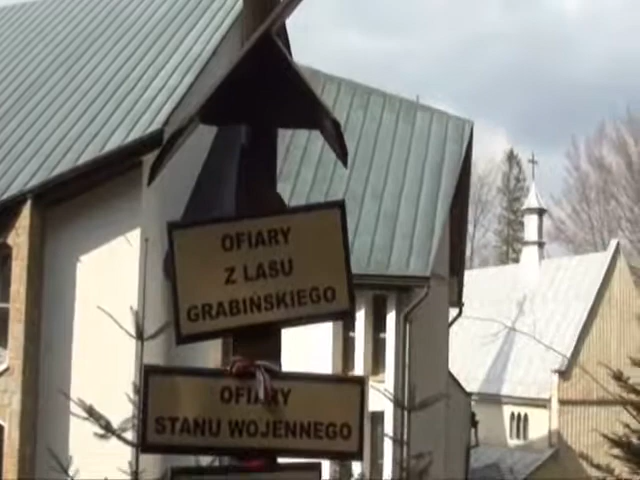 OFIARY
Z LASU
GRABIŃSKIEGO
OFIARY
STANU WOJENNEGO